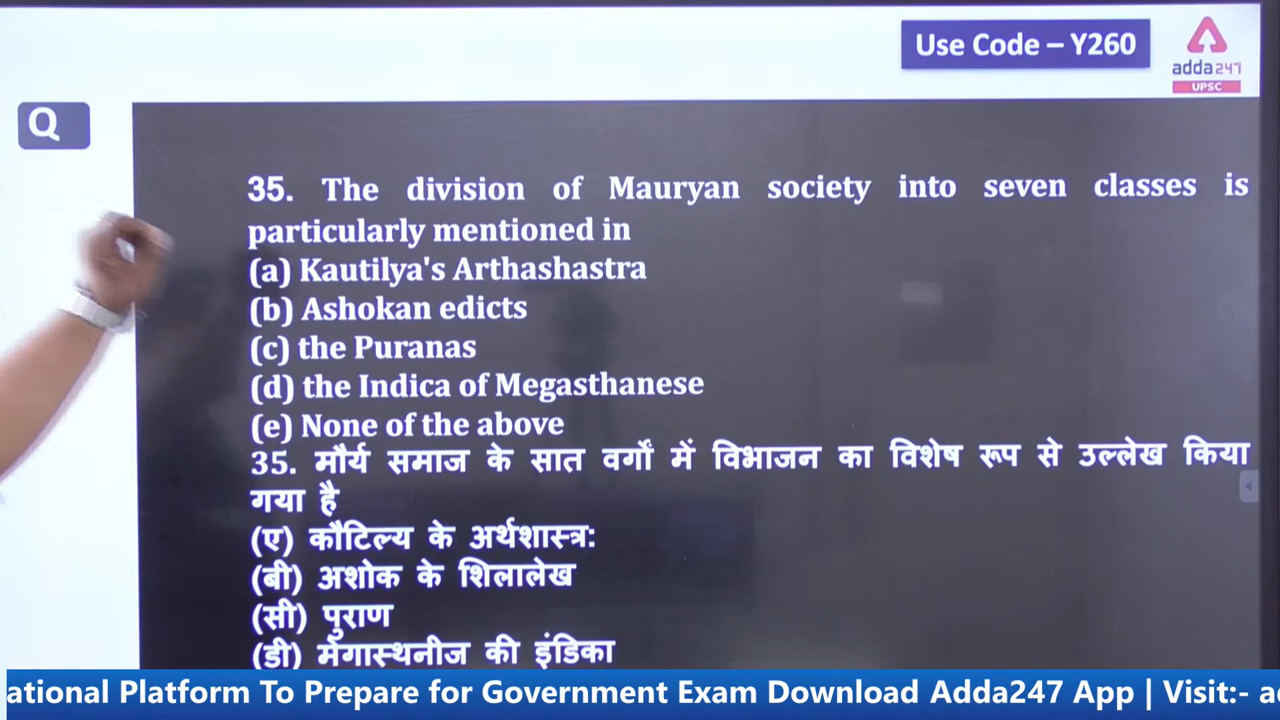 Use Code – Y260
adda247
UPSC
Q
35. The division of Mauryan society into seven classes is
particularly mentioned in
(a) Kautilya's Arthashastra
(b) Ashokan edicts
(c) the Puranas
(d) the Indica of Megasthanese
(e) None of the above
35. मौर्य समाज के सात वर्गों में विभाजन का विशेष रूप से उल्लेख किया
गया है
(ए) कौटिल्य के अर्थशास्त्र:
(बी) अशोक के शिलालेख
(सी) पुराण
(डी) मेगास्थनीज की इंडिका
ational Platform To Prepare for Government Exam Download Adda247 App | Visit:- a